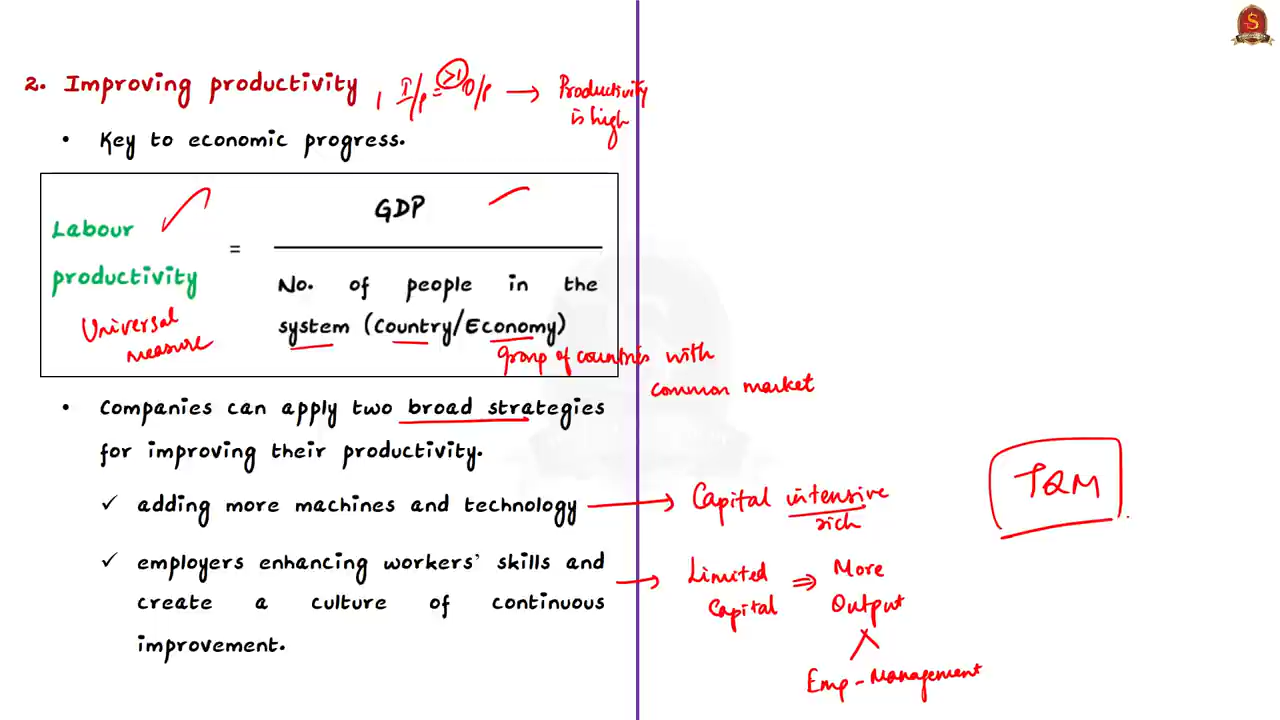 2. Improving productivity
1 I/P = >1 O/P → Productivity
is high
• Key to economic progress.
Labour
productivity
=
GDP
No. of people in the
system (Country/Economy)
Universal
measure
group of countries with
common market
• Companies can apply two broad strategies
for improving their productivity.
✓ adding more machines and technology → Capital intensive
rich
TQM
✓ employers enhancing workers' skills and
create a culture of continuous
improvement.
→ Limited
Capital
⇒ More
Output
Emp - Management